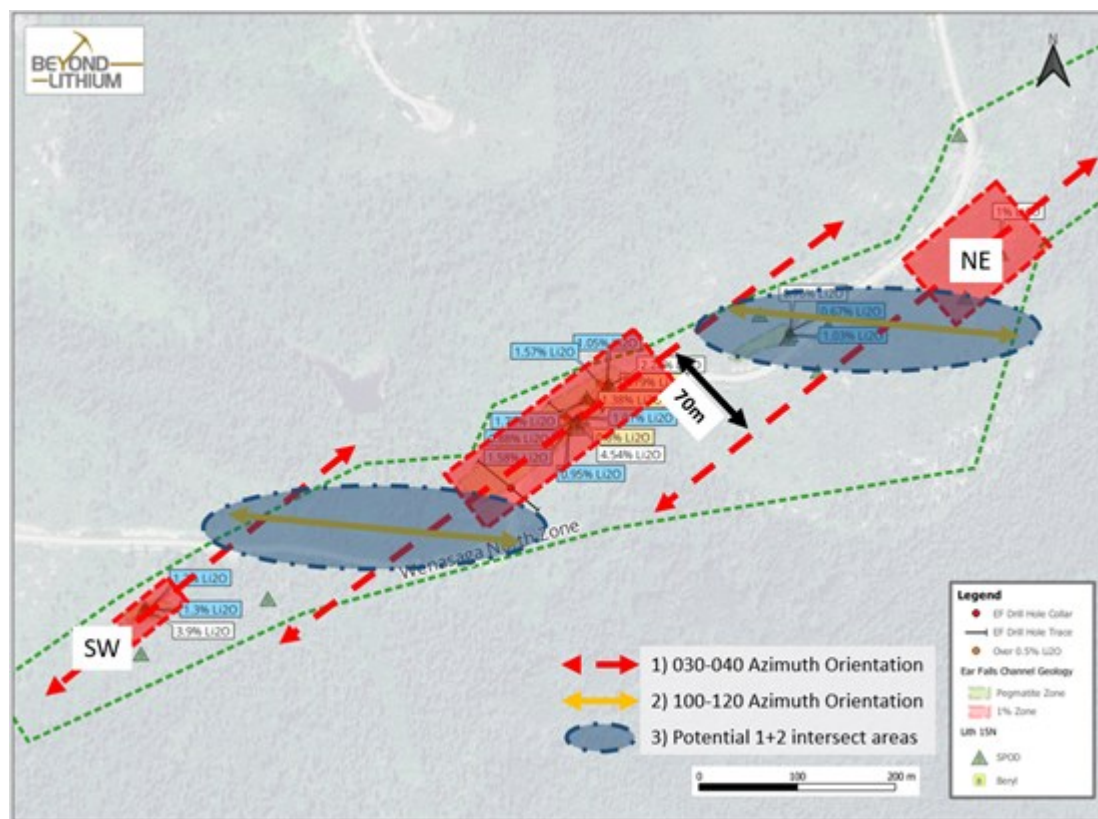 BEYOND
LITHIUM
N
NE
0.67% Li2O
1.03% Li2O
1.05% Li2O
1.57% Li2O
70m
1.38%
4.54% Li2O
1.58% Li2O
0.95% Li2O
Wenasaga North Zone
1.3% Li2O
3.9% Li2O
SW
1) 030-040 Azimuth Orientation
2) 100-120 Azimuth Orientation
3) Potential 1+2 intersect areas
0 100 200 m
Legend
EF Drill Hole Collar
EF Drill Hole Trace
Over 0.5% Li2O
Ear Falls Channel Geology
Pegmatite Zone
1% Zone
Lith 15N
SPOD
Beryl